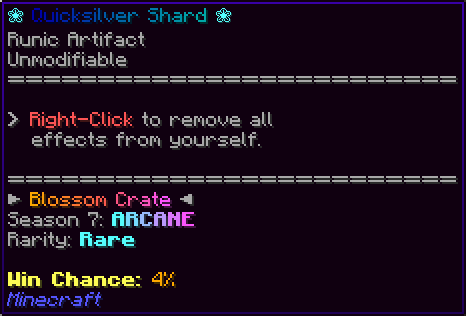 ❀ Quicksilver Shard ❀
Runic Artifact
Unmodifiable
==============================
> Right-Click to remove all
effects from yourself.
==============================
► Blossom Crate ◄
Season 7: ARCANE
Rarity: Rare
Win Chance: 4%
Minecraft